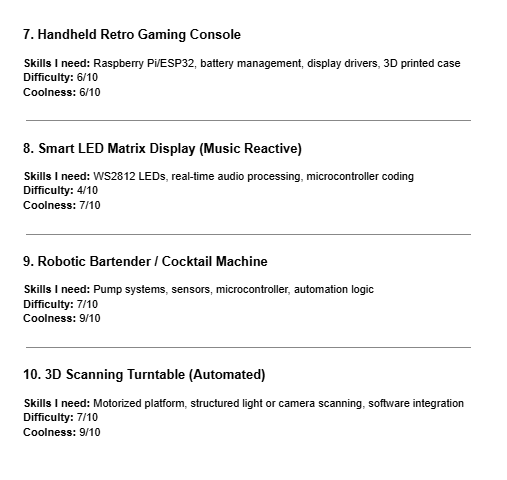 7. Handheld Retro Gaming Console
Skills I need: Raspberry Pi/ESP32, battery management, display drivers, 3D printed case
Difficulty: 6/10
Coolness: 6/10
8. Smart LED Matrix Display (Music Reactive)
Skills I need: WS2812 LEDs, real-time audio processing, microcontroller coding
Difficulty: 4/10
Coolness: 7/10
9. Robotic Bartender / Cocktail Machine
Skills I need: Pump systems, sensors, microcontroller, automation logic
Difficulty: 7/10
Coolness: 9/10
10. 3D Scanning Turntable (Automated)
Skills I need: Motorized platform, structured light or camera scanning, software integration
Difficulty: 7/10
Coolness: 9/10